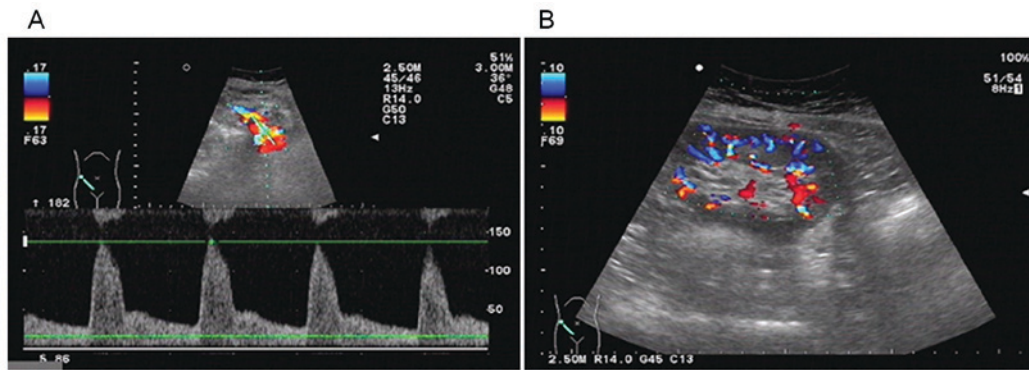 A
.17
.17
F63
51%
2.50M 3.00M
45/46 36°
13Hz G48
R14.0 C5
G50
C13
↑ 182
150
100
50
S 86
B
.10
.10
F69
100%
51/54
8Hz 1
2.50M R14.0 G45 C13